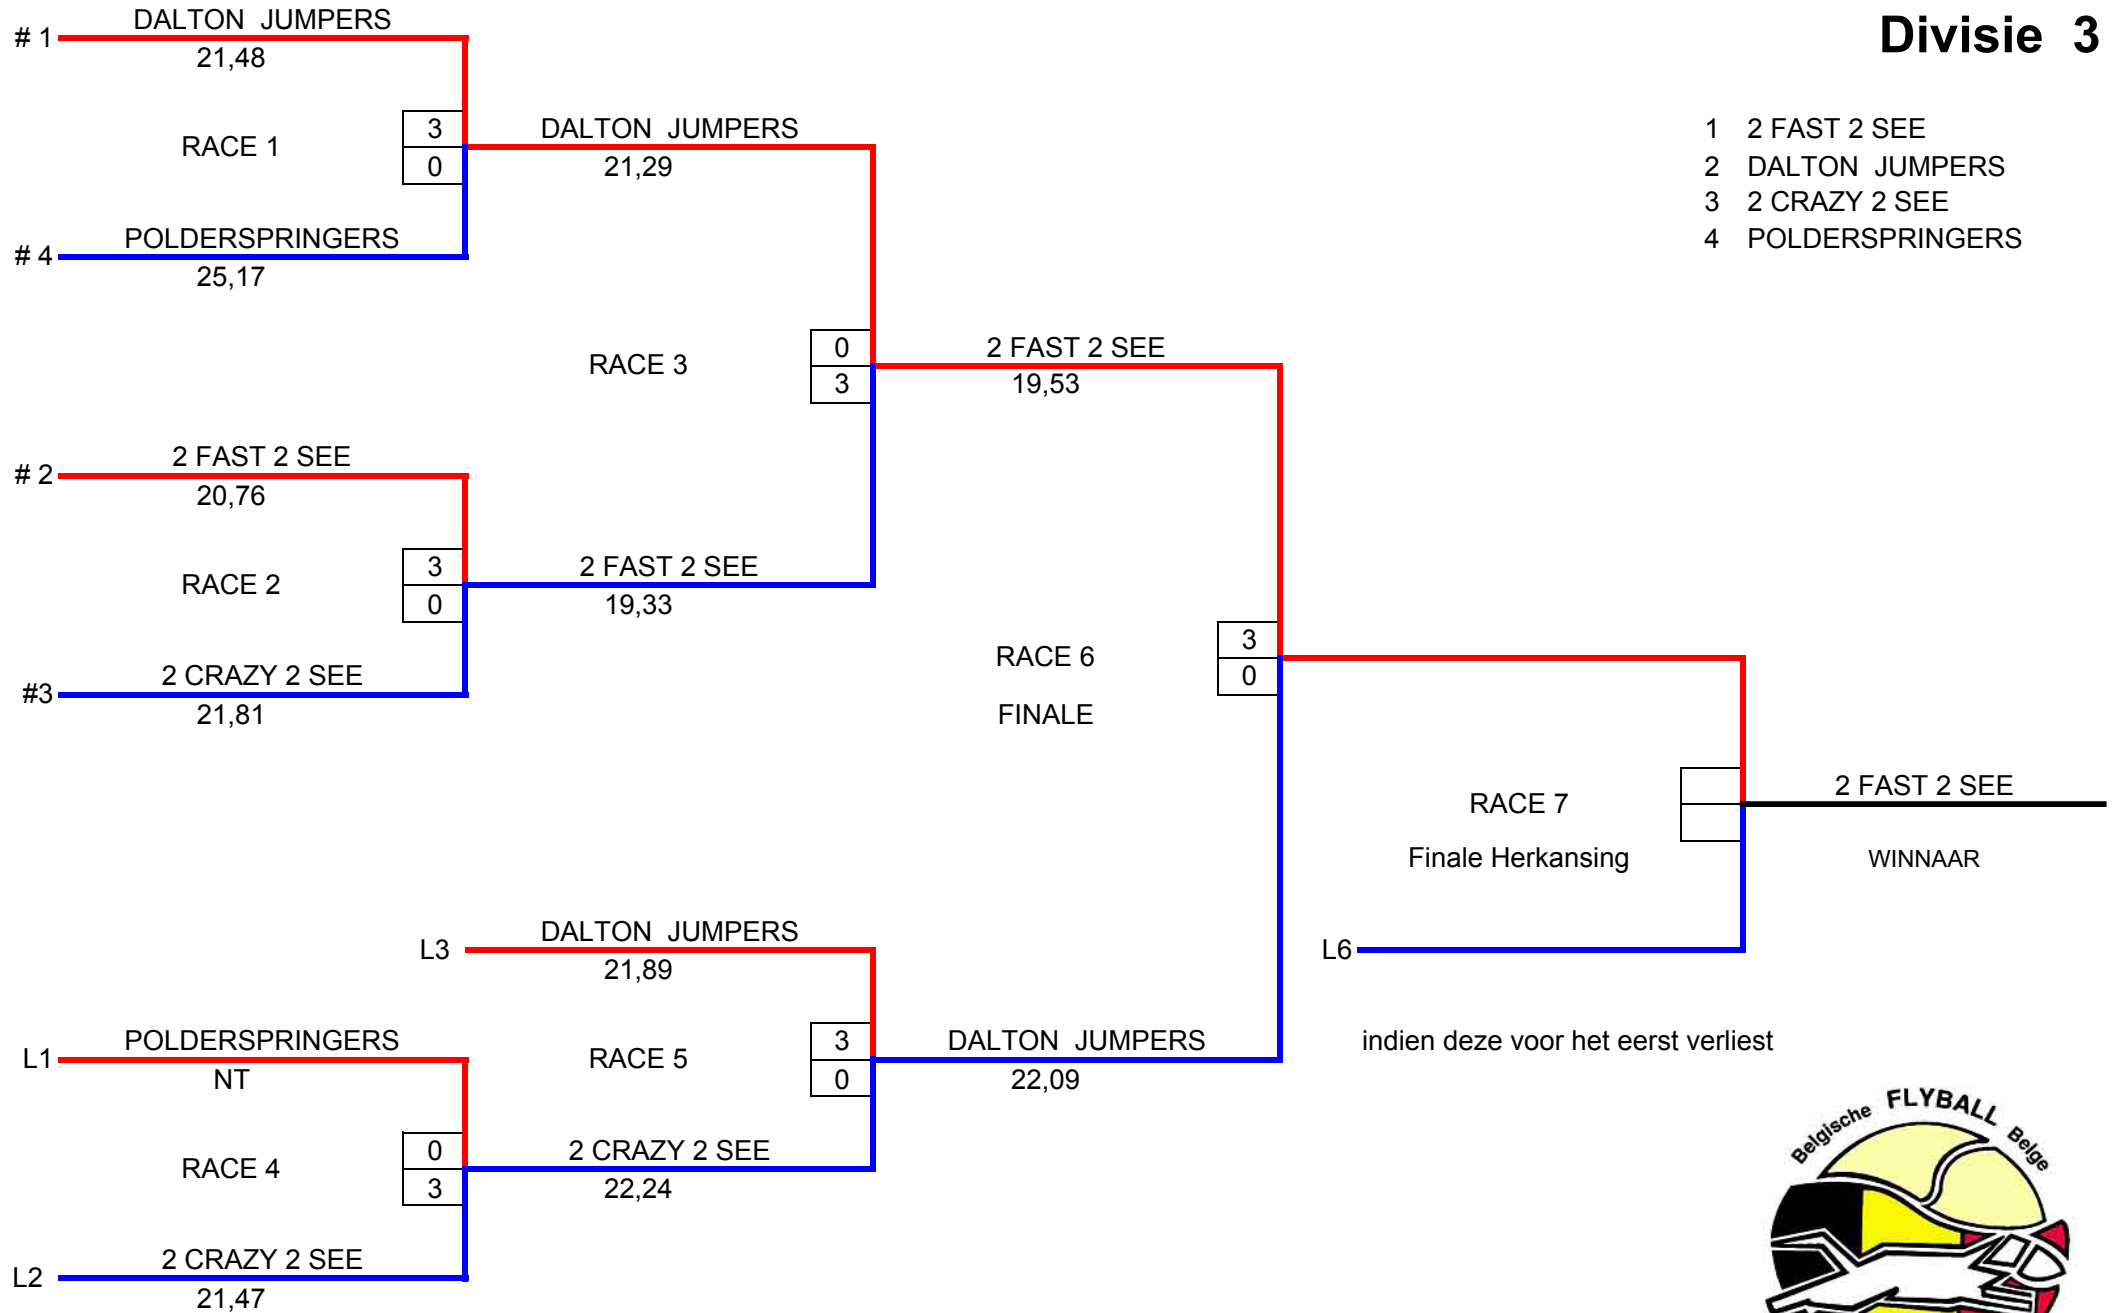 Divisie 3
# 1
DALTON JUMPERS
21,48
RACE 1
3
0
# 4
POLDERSPRINGERS
25,17
DALTON JUMPERS
21,29
1 2 FAST 2 SEE
2 DALTON JUMPERS
3 2 CRAZY 2 SEE
4 POLDERSPRINGERS
RACE 3
0
3
2 FAST 2 SEE
19,53
# 2
2 FAST 2 SEE
20,76
RACE 2
3
0
2 FAST 2 SEE
19,33
#3
2 CRAZY 2 SEE
21,81
RACE 6
3
0
FINALE
RACE 7
Finale Herkansing
2 FAST 2 SEE
WINNAAR
L3
DALTON JUMPERS
21,89
L6
L1
POLDERSPRINGERS
NT
RACE 5
3
0
DALTON JUMPERS
22,09
indien deze voor het eerst verliest
RACE 4
0
3
2 CRAZY 2 SEE
22,24
L2
2 CRAZY 2 SEE
21,47
Belgische FLYBALL Belge